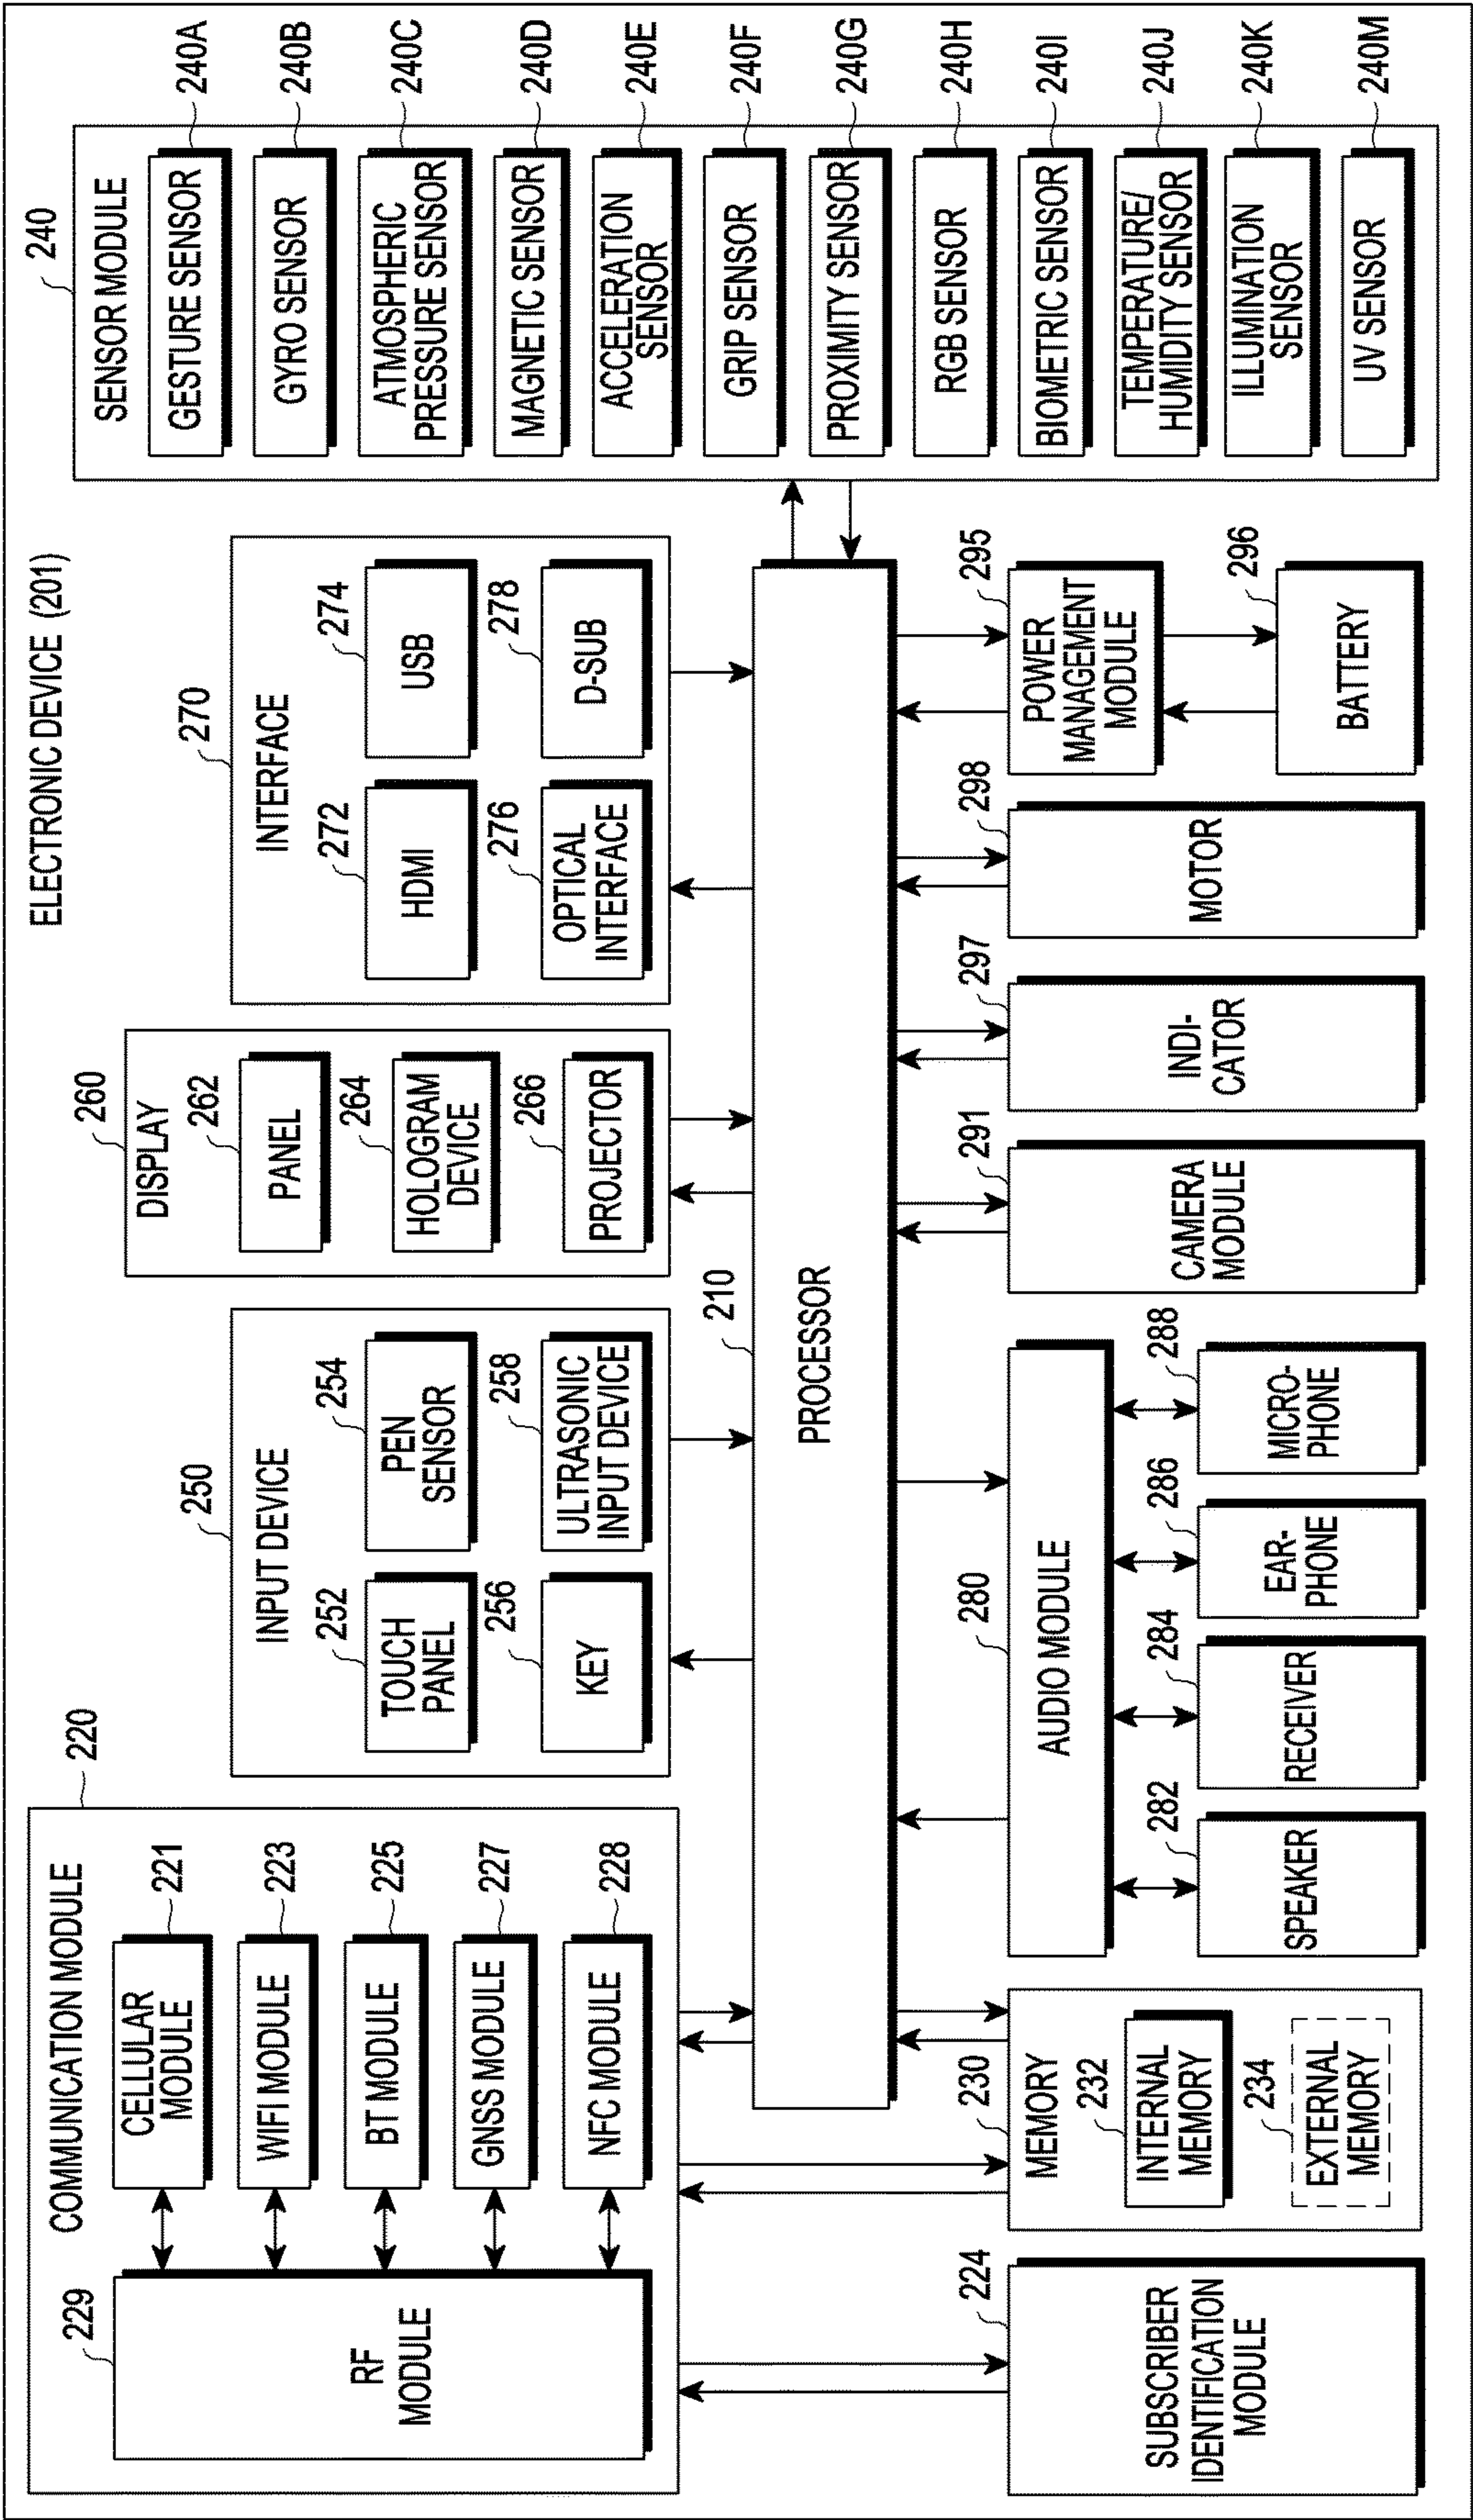 ELECTRONIC DEVICE (201)
220
COMMUNICATION MODULE
229
RF
MODULE
CELLULAR
MODULE
221
WIFI MODULE
223
BT MODULE
225
GNSS MODULE
227
NFC MODULE
228
250
INPUT DEVICE
252
TOUCH
PANEL
254
PEN
SENSOR
256
KEY
258
ULTRASONIC
INPUT DEVICE
260
DISPLAY
262
PANEL
264
HOLOGRAM
DEVICE
266
PROJECTOR
270
INTERFACE
272
HDMI
274
USB
276
OPTICAL
INTERFACE
278
D-SUB
240
SENSOR MODULE
GESTURE SENSOR
240A
GYRO SENSOR
240B
ATMOSPHERIC
PRESSURE SENSOR
240C
MAGNETIC SENSOR
240D
ACCELERATION
SENSOR
240E
GRIP SENSOR
240F
PROXIMITY SENSOR
240G
RGB SENSOR
240H
BIOMETRIC SENSOR
240I
TEMPERATURE/
HUMIDITY SENSOR
240J
ILLUMINATION
SENSOR
240K
UV SENSOR
240M
210
PROCESSOR
224
SUBSCRIBER
IDENTIFICATION
MODULE
230
MEMORY
232
INTERNAL
MEMORY
234
EXTERNAL
MEMORY
280
AUDIO MODULE
282
SPEAKER
284
RECEIVER
286
EAR-
PHONE
288
MICRO-
PHONE
291
CAMERA
MODULE
297
INDI-
CATOR
298
MOTOR
295
POWER
MANAGEMENT
MODULE
296
BATTERY